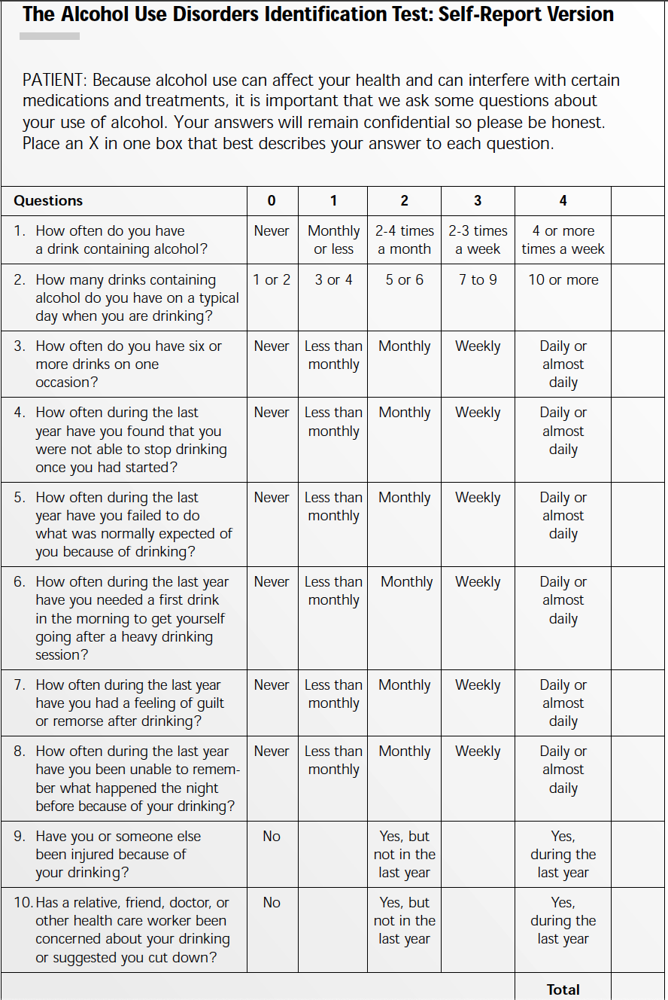 The Alcohol Use Disorders Identification Test: Self-Report Version
PATIENT: Because alcohol use can affect your health and can interfere with certain
medications and treatments, it is important that we ask some questions about
your use of alcohol. Your answers will remain confidential so please be honest.
Place an X in one box that best describes your answer to each question.
Questions 0 1 2 3 4
1. How often do you have Never Monthly 2-4 times 2-3 times 4 or more
a drink containing alcohol? or less a month a week times a week
2. How many drinks containing 1 or 2 3 or 4 5 or 6 7 to 9 10 or more
alcohol do you have on a typical
day when you are drinking?
3. How often do you have six or Never Less than Monthly Weekly Daily or
more drinks on one monthly almost
occasion? daily
4. How often during the last Never Less than Monthly Weekly Daily or
year have you found that you monthly almost
were not able to stop drinking daily
once you had started?
5. How often during the last Never Less than Monthly Weekly Daily or
year have you failed to do monthly almost
what was normally expected of daily
you because of drinking?
6. How often during the last year Never Less than Monthly Weekly Daily or
have you needed a first drink monthly almost
in the morning to get yourself daily
going after a heavy drinking
session?
7. How often during the last year Never Less than Monthly Weekly Daily or
have you had a feeling of guilt monthly almost
or remorse after drinking? daily
8. How often during the last year Never Less than Monthly Weekly Daily or
have you been unable to remem- monthly almost
ber what happened the night daily
before because of your drinking?
9. Have you or someone else No Yes, but Yes,
been injured because of not in the during the
your drinking? last year last year
10. Has a relative, friend, doctor, or No Yes, but Yes,
other health care worker been not in the during the
concerned about your drinking last year last year
or suggested you cut down?
Total